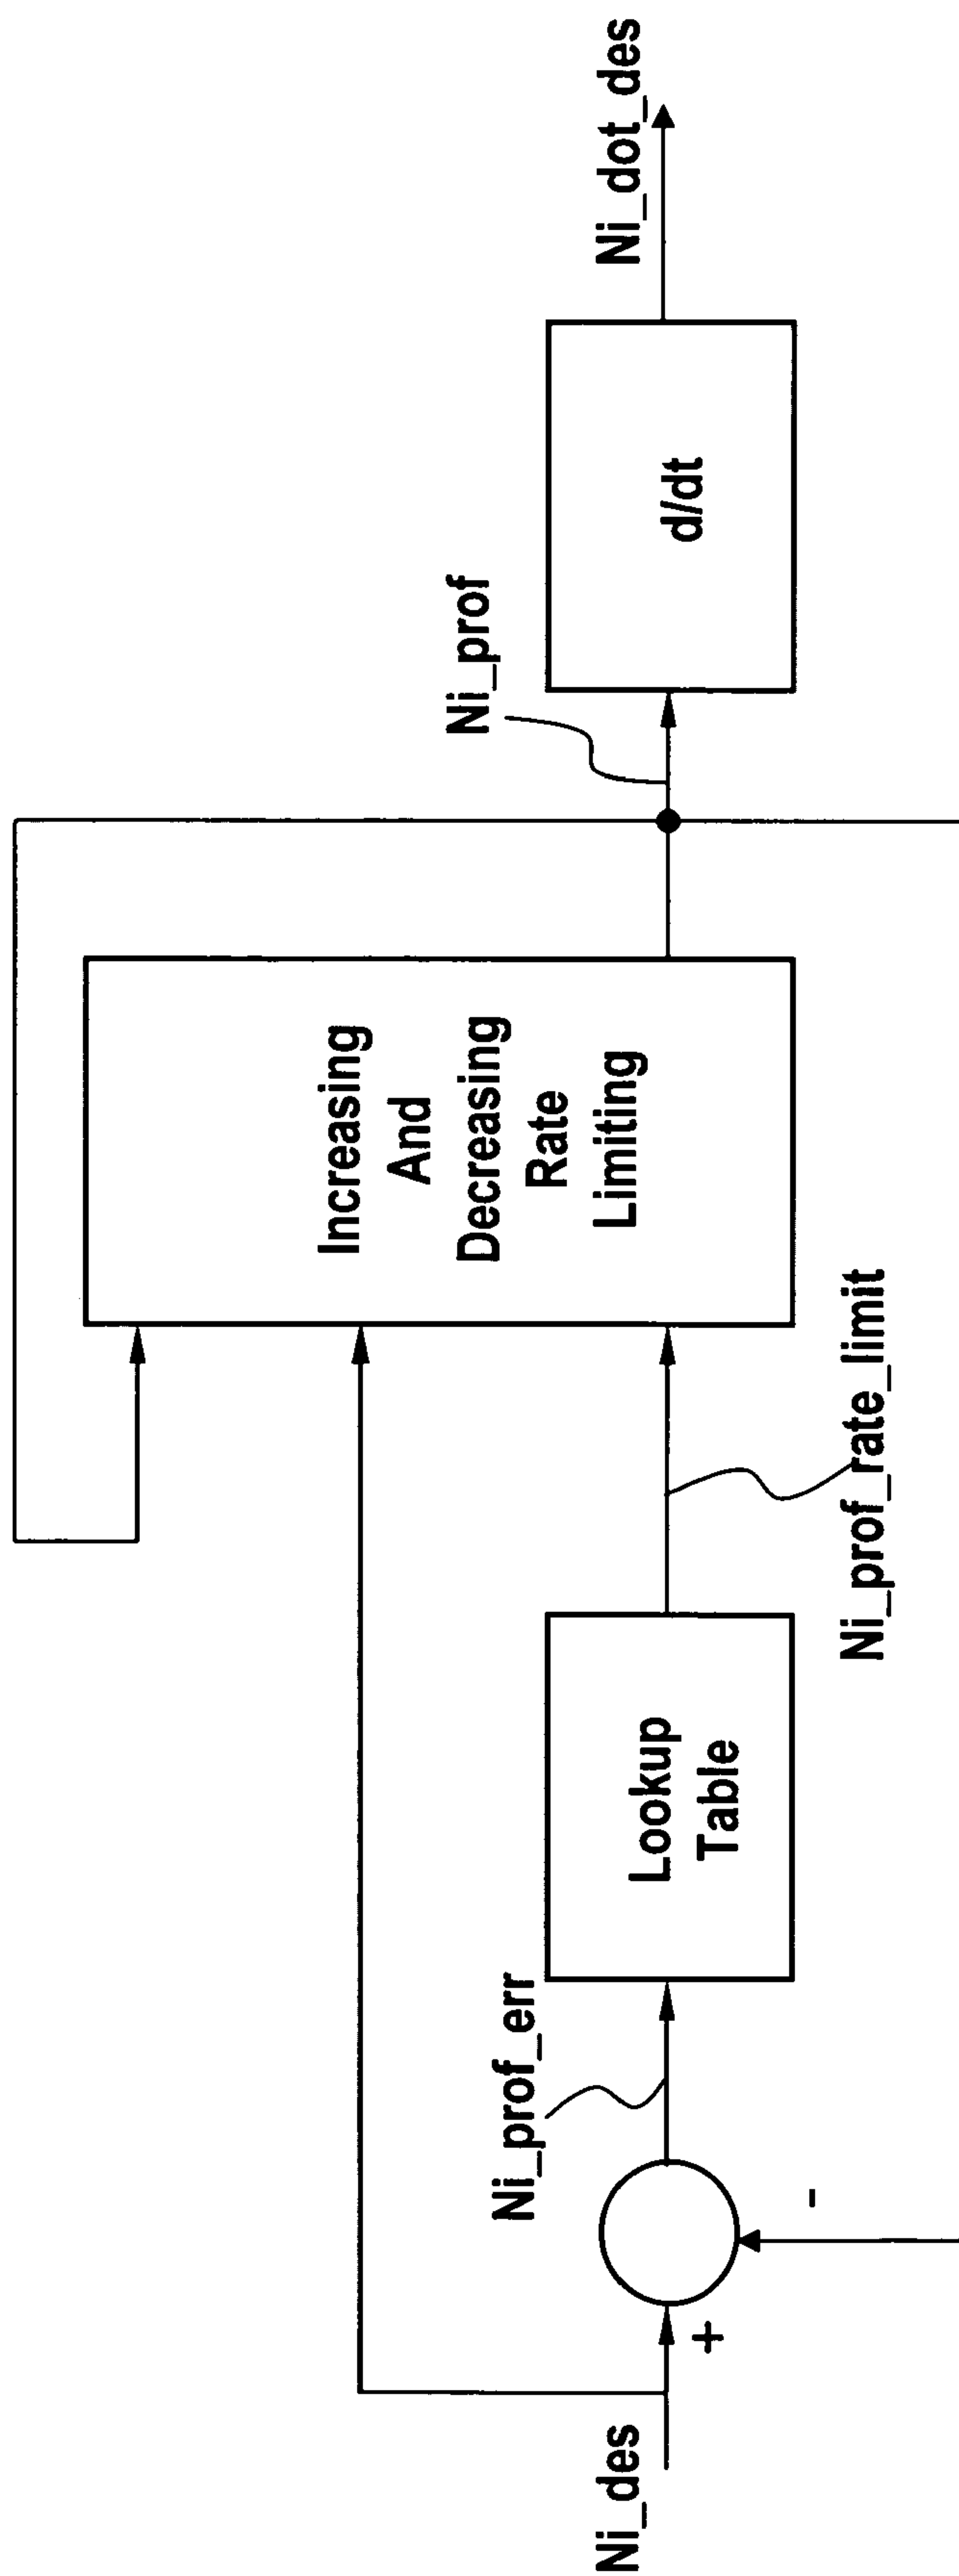 Ni_des
+
-
Ni_prof_err
Lookup
Table
Ni_prof_rate_limit
Increasing
And
Decreasing
Rate
Limiting
Ni_prof
d/dt
Ni_dot_des